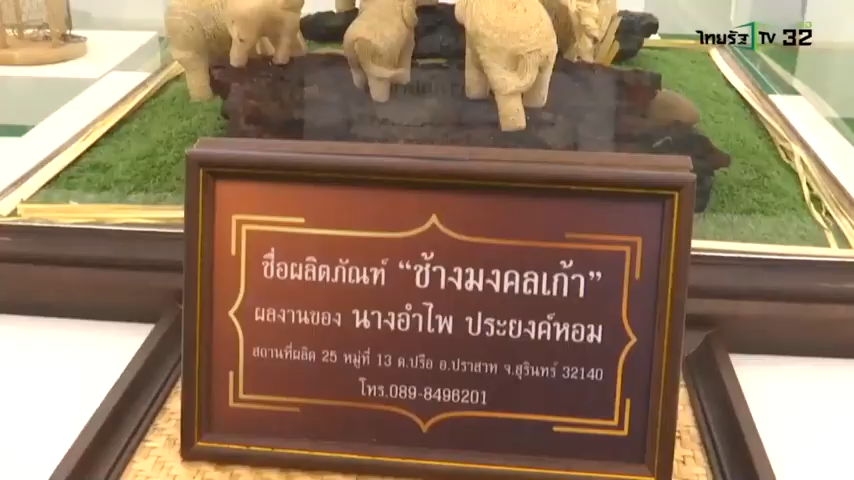 ไทยรัฐ TV 32
ชื่อผลิตภัณฑ์ “ช้างมงคลเก้า”
ผลงานของ นางอำไพ ประยงค์หอม
สถานที่ผลิต 25 หมู่ที่ 13 ต.ปรือ อ.ปราสาท จ.สุรินทร์ 32140
โทร.089-8496201